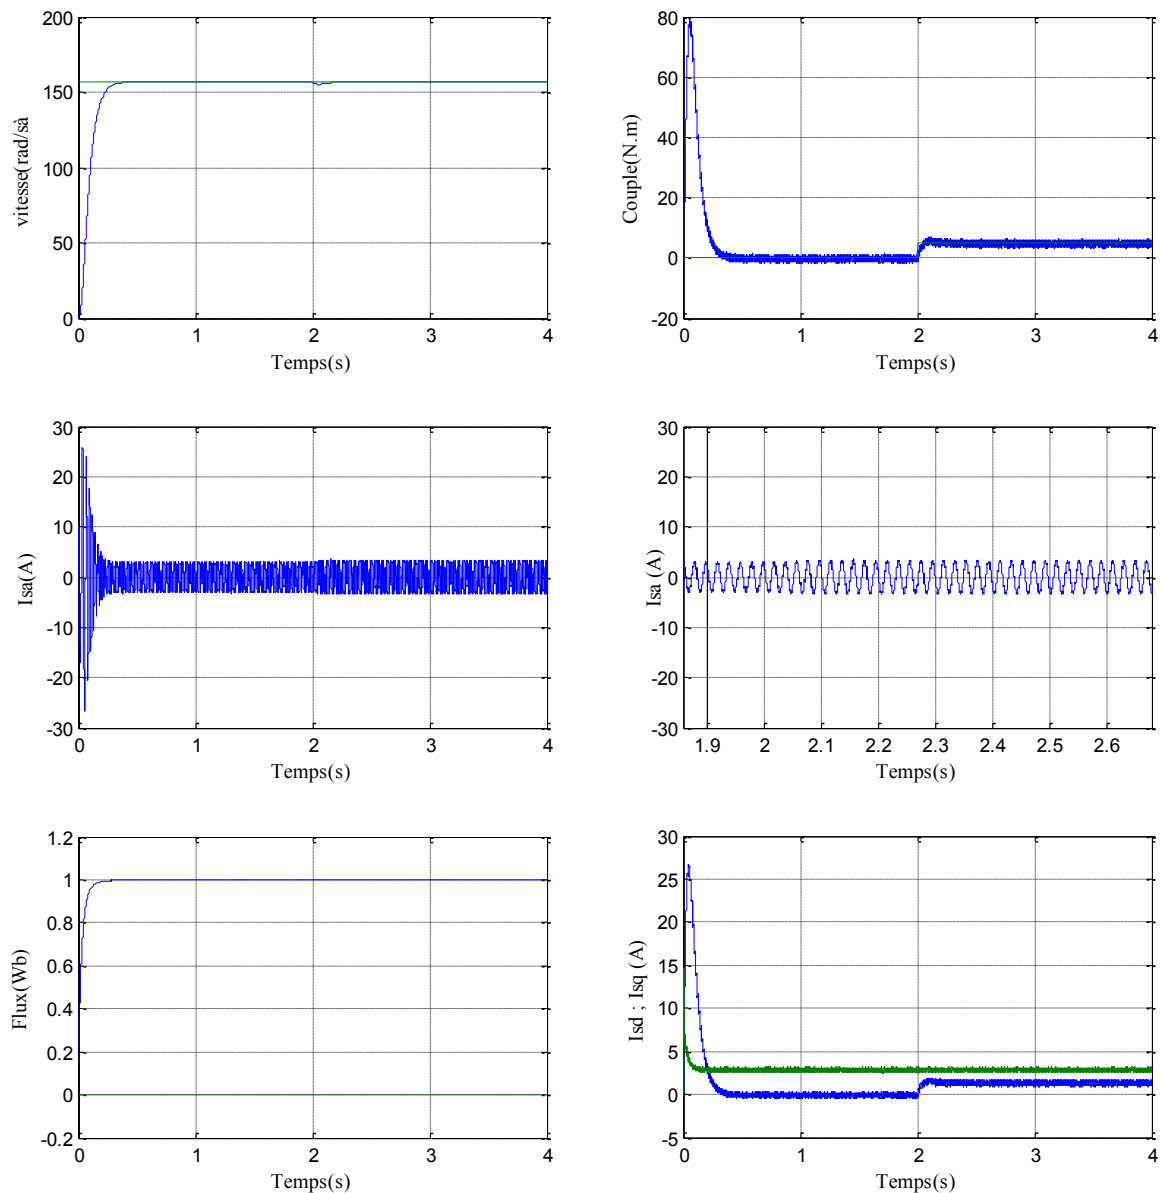 200
150
100
50
0
vitesse(rad/sà
0 1 2 3 4
Temps(s)
80
60
40
20
0
-20
Couple(N.m)
0 1 2 3 4
Temps(s)
30
20
10
0
-10
-20
-30
Isa(A)
0 1 2 3 4
Temps(s)
30
20
10
0
-10
-20
-30
Isa (A)
1.9 2 2.1 2.2 2.3 2.4 2.5 2.6
Temps(s)
1.2
1
0.8
0.6
0.4
0.2
0
-0.2
Flux(Wb)
0 1 2 3 4
Temps(s)
30
25
20
15
10
5
0
-5
Isd ; Isq (A)
0 1 2 3 4
Temps(s)